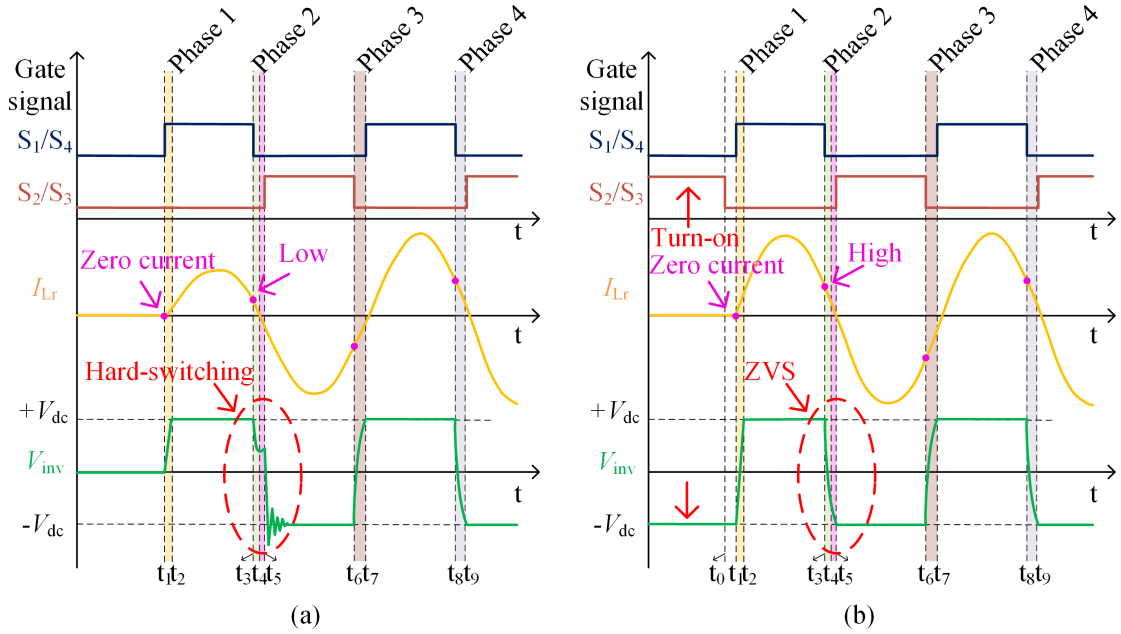 Phase 1
Phase 2
Phase 3
Phase 4
Gate
signal
S1/S4
S2/S3
t
Zero current
Low
ILr
t
Hard-switching
+Vdc
Vinv
t
-Vdc
t1t2
t3t4t5
t6t7
t8t9
(a)
Phase 1
Phase 2
Phase 3
Phase 4
Gate
signal
S1/S4
S2/S3
t
Turn-on
Zero current
High
ILr
t
ZVS
+Vdc
Vinv
t
-Vdc
t0
t1t2
t3t4t5
t6t7
t8t9
(b)